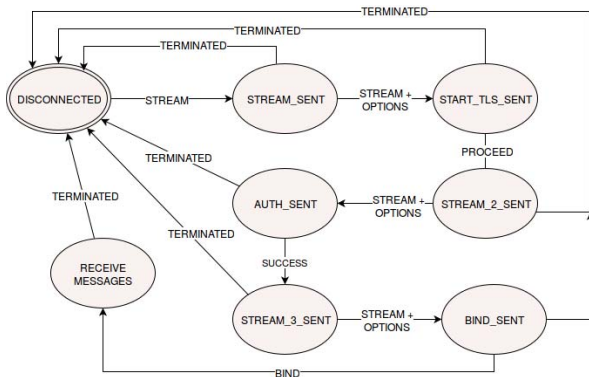 TERMINATED
TERMINATED
TERMINATED
DISCONNECTED
STREAM
STREAM_SENT
STREAM +
OPTIONS
START_TLS_SENT
PROCEED
TERMINATED
AUTH_SENT
STREAM +
OPTIONS
STREAM_2_SENT
TERMINATED
TERMINATED
SUCCESS
RECEIVE
MESSAGES
STREAM_3_SENT
STREAM +
OPTIONS
BIND_SENT
BIND